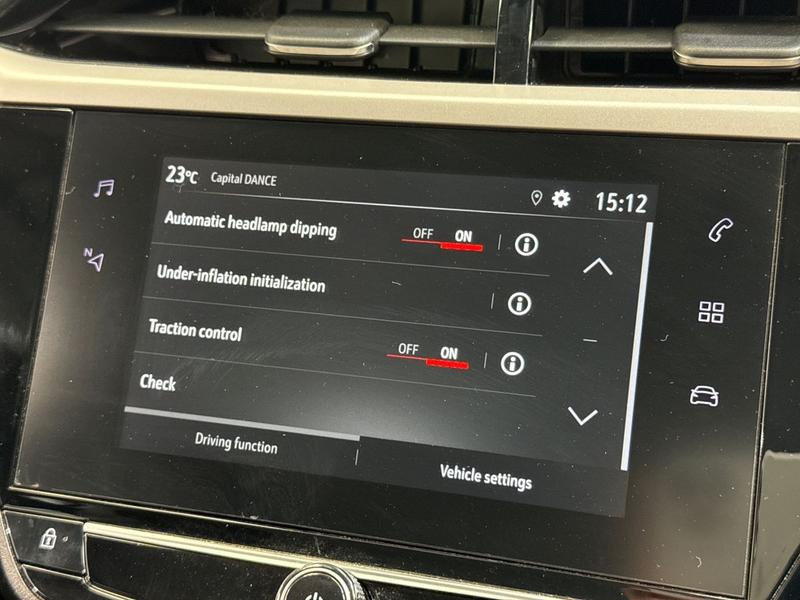 23°C Capital DANCE 15:12
Automatic headlamp dipping OFF ON
Under-inflation initialization
Traction control OFF ON
Check
Driving function
Vehicle settings
N